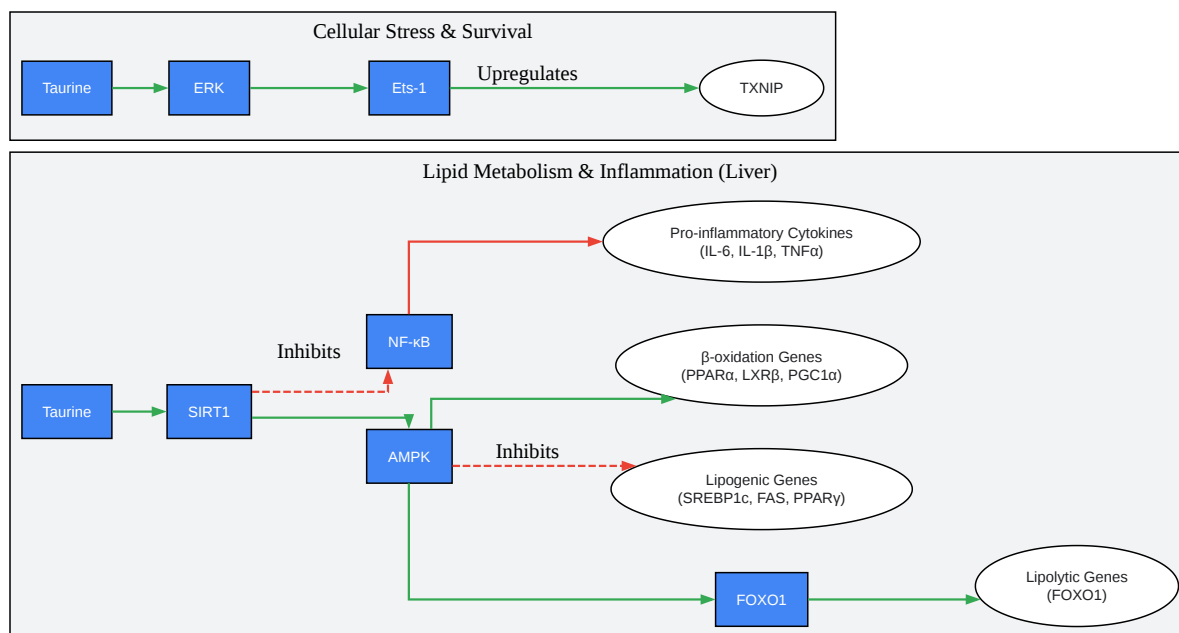 Cellular Stress & Survival
Taurine
ERK
Ets-1
Upregulates
TXNIP
Lipid Metabolism & Inflammation (Liver)
Pro-inflammatory Cytokines
(IL-6, IL-1β, TNFα)
Inhibits
NF-κB
β-oxidation Genes
(PPARα, LXRβ, PGC1α)
Taurine
SIRT1
AMPK
Inhibits
Lipogenic Genes
(SREBP1c, FAS, PPARγ)
FOXO1
Lipolytic Genes
(FOXO1)